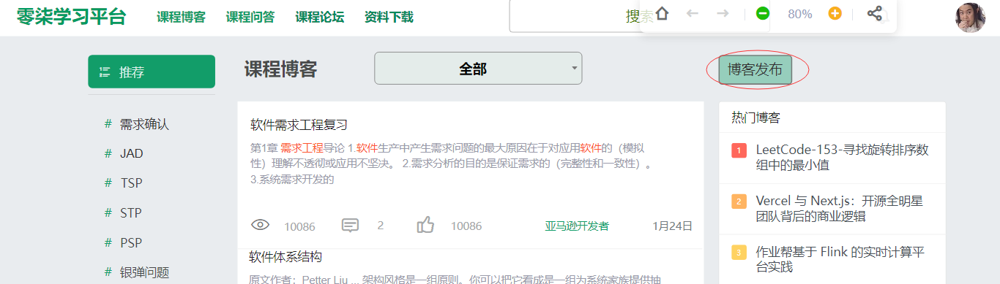 零柒学习平台
课程博客 课程问答 课程论坛 资料下载
搜索
80%
推荐
# 需求确认
# JAD
# TSP
# STP
# PSP
# 银弹问题
课程博客
全部
博客发布
软件需求工程复习
第1章 需求工程导论 1.软件生产中产生需求问题的最大原因在于对应用软件的（模拟
性）理解不透彻或应用不坚决。 2.需求分析的目的是保证需求的（完整性和一致性）。
3.系统需求开发的
10086 2 10086 亚马逊开发者 1月24日
软件体系结构
原文作者：Petter Liu ... 架构风格是一组原则。你可以把它看成是一组为系统家族提供抽
热门博客
1 LeetCode-153-寻找旋转排序数
组中的最小值
2 Vercel 与 Next.js：开源全明星
团队背后的商业逻辑
3 作业帮基于 Flink 的实时计算平
台实践